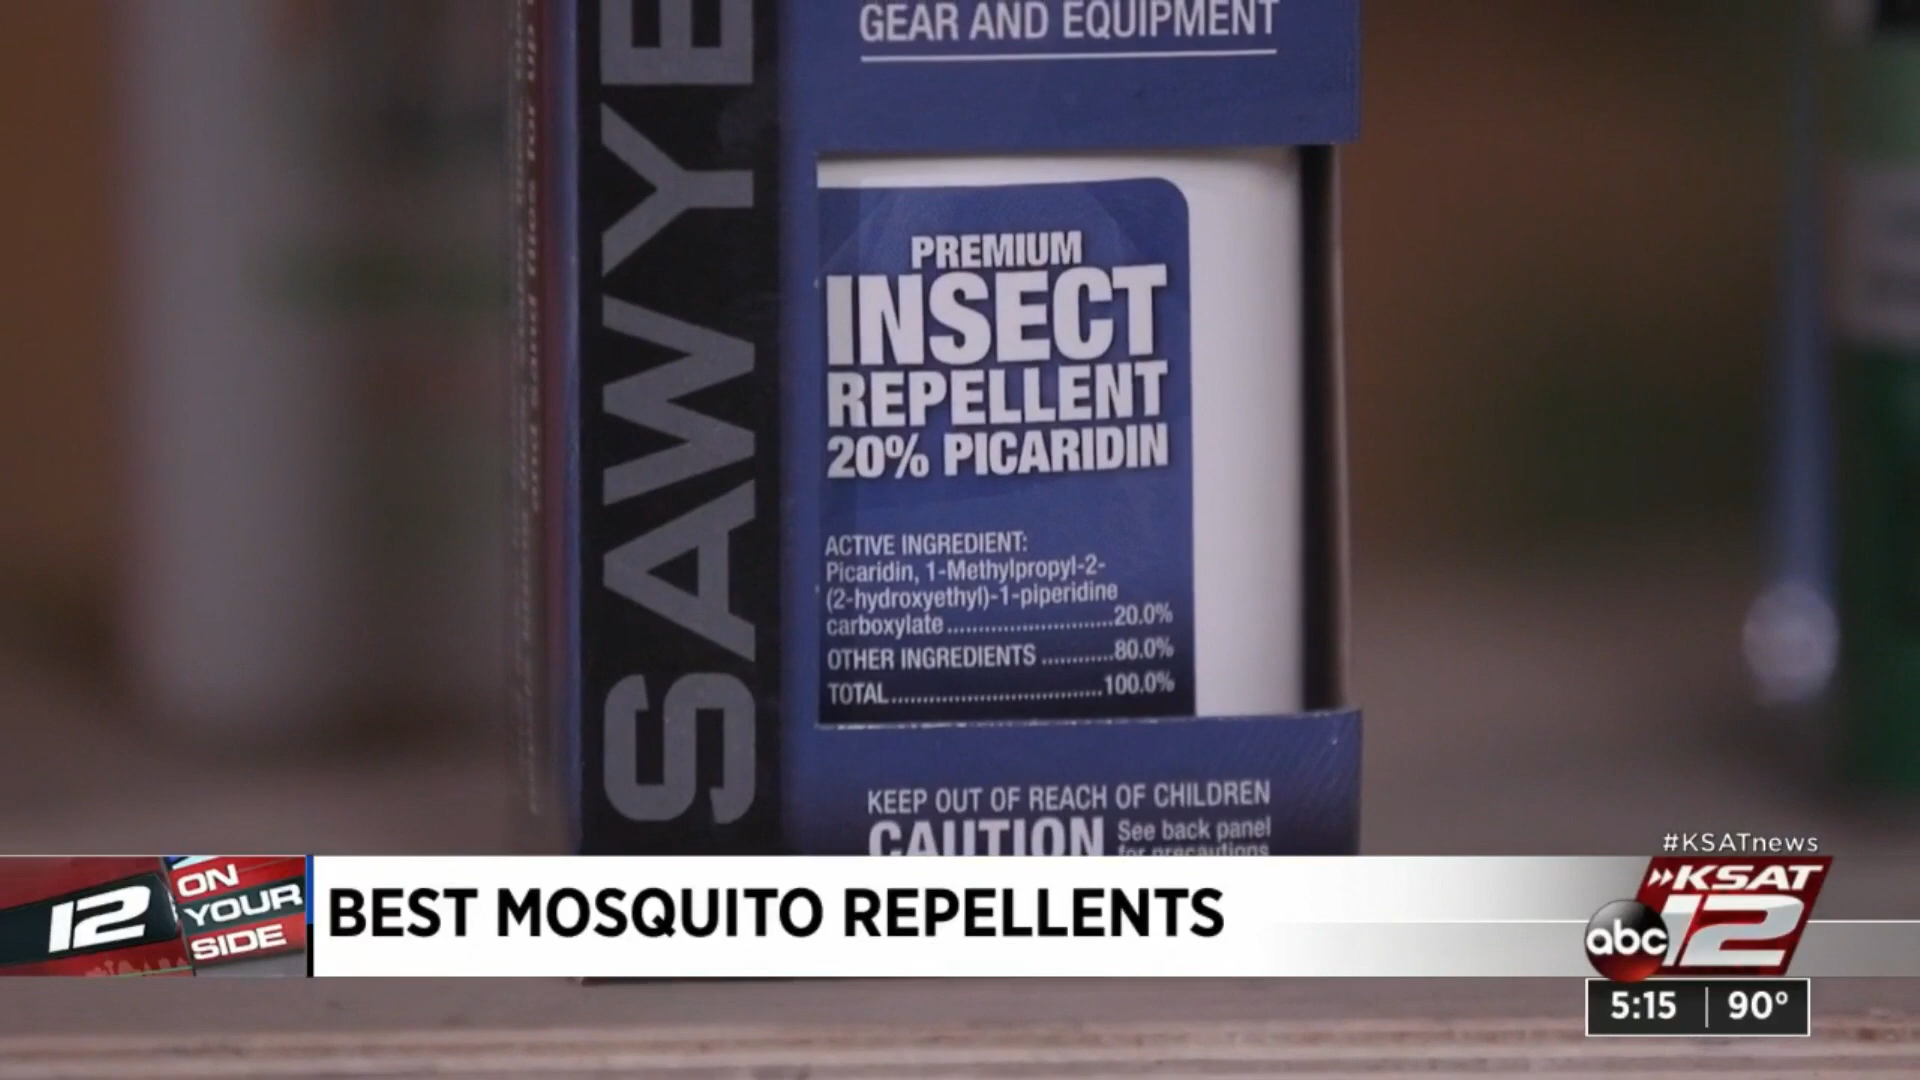 GEAR AND EQUIPMENT
SAWYE
PREMIUM
INSECT
REPELLENT
20% PICARIDIN
ACTIVE INGREDIENT:
Picaridin, 1-Methylpropyl-2-
(2-hydroxyethyl)-1-piperidine
carboxylate..........................20.0%
OTHER INGREDIENTS............80.0%
TOTAL.................................100.0%
KEEP OUT OF REACH OF CHILDREN
CAUTION See back panel
for precautions
#KSATnews
12 ON YOUR SIDE
BEST MOSQUITO REPELLENTS
KSAT
abc 12
5:15 90°